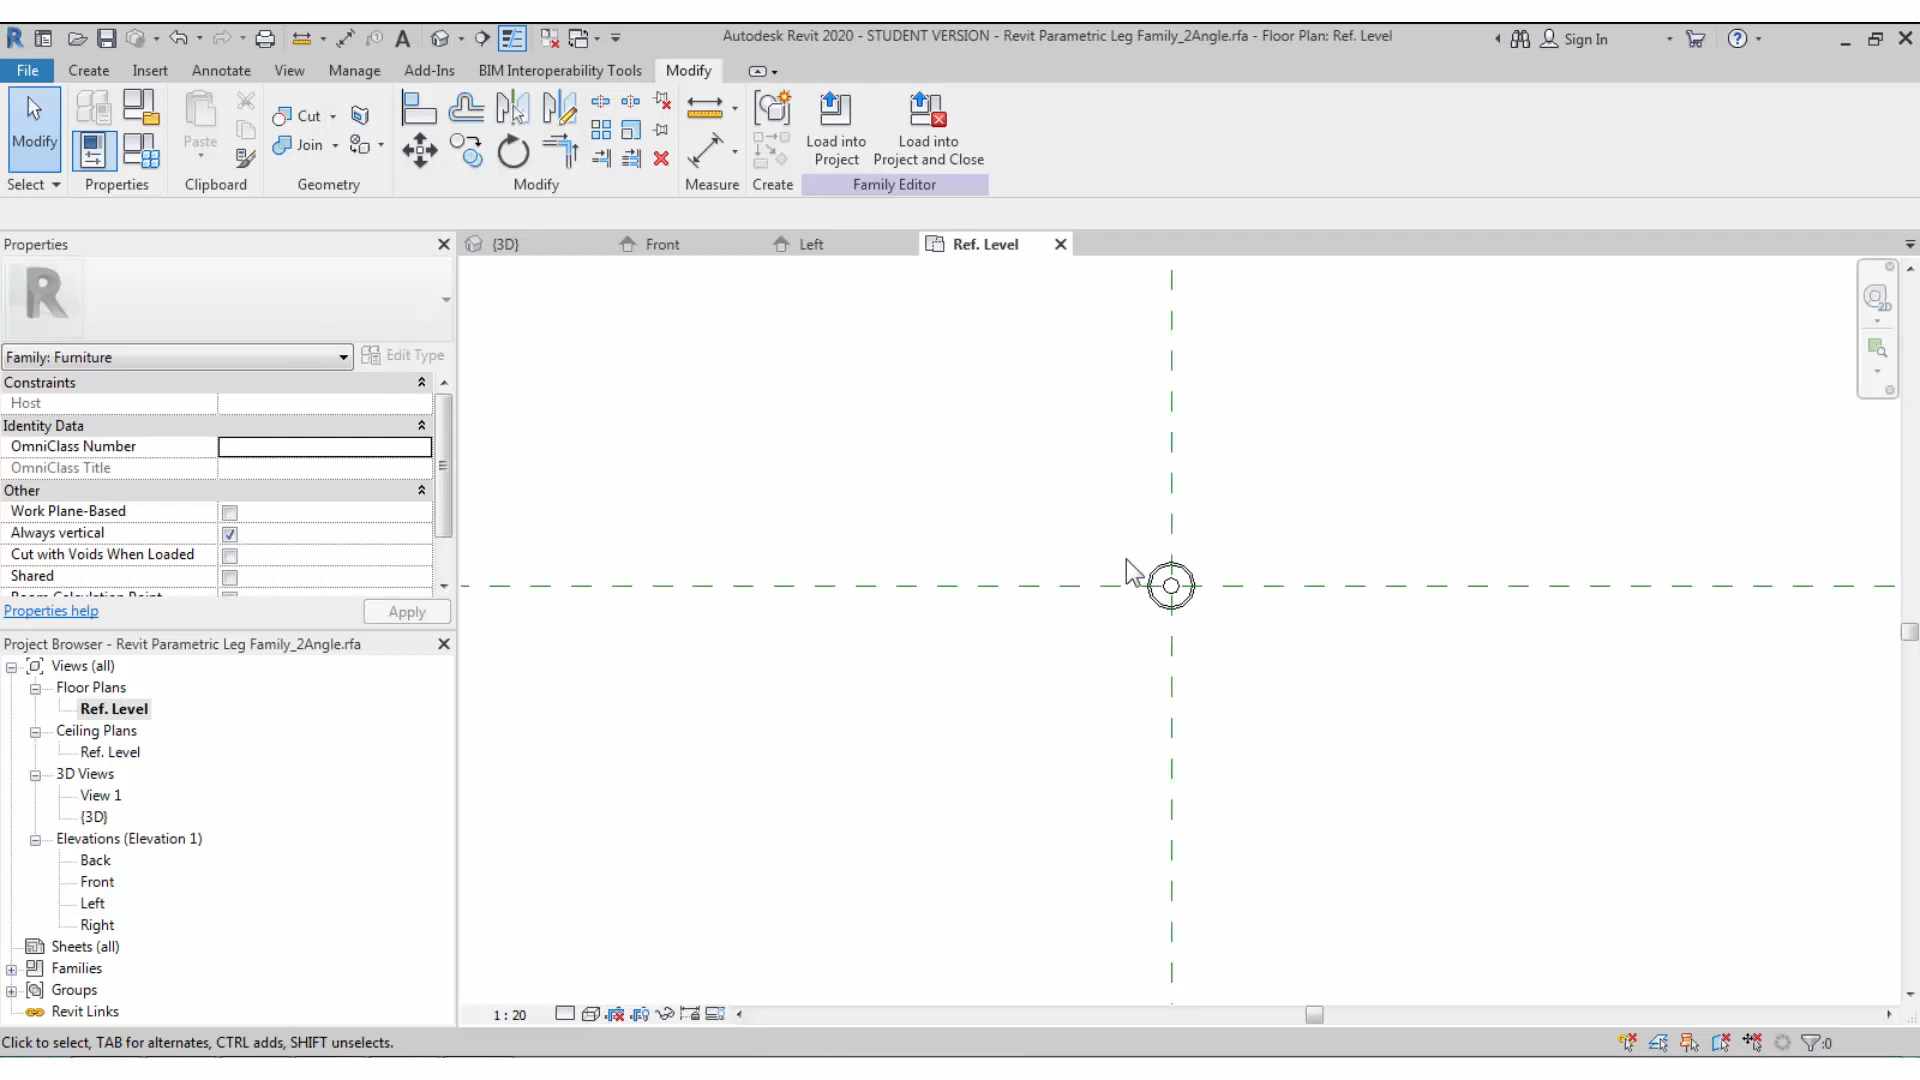 Autodesk Revit 2020 - STUDENT VERSION - Revit Parametric Leg Family_2Angle.rfa - Floor Plan: Ref. Level
Sign In
File Create Insert Annotate View Manage Add-Ins BIM Interoperability Tools Modify
Modify
Paste
Cut
Join
Load into Project
Load into Project and Close
Select Properties Clipboard Geometry Modify Measure Create Family Editor
Properties
{3D} Front Left Ref. Level
2D
Family: Furniture
Edit Type
Constraints
Host
Identity Data
OmniClass Number
OmniClass Title
Other
Work Plane-Based
Always vertical
Cut with Voids When Loaded
Shared
Properties help
Apply
Project Browser - Revit Parametric Leg Family_2Angle.rfa
Views (all)
Floor Plans
Ref. Level
Ceiling Plans
Ref. Level
3D Views
View 1
{3D}
Elevations (Elevation 1)
Back
Front
Left
Right
Sheets (all)
Families
Groups
Revit Links
1 : 20
Click to select, TAB for alternates, CTRL adds, SHIFT unselects.
:0